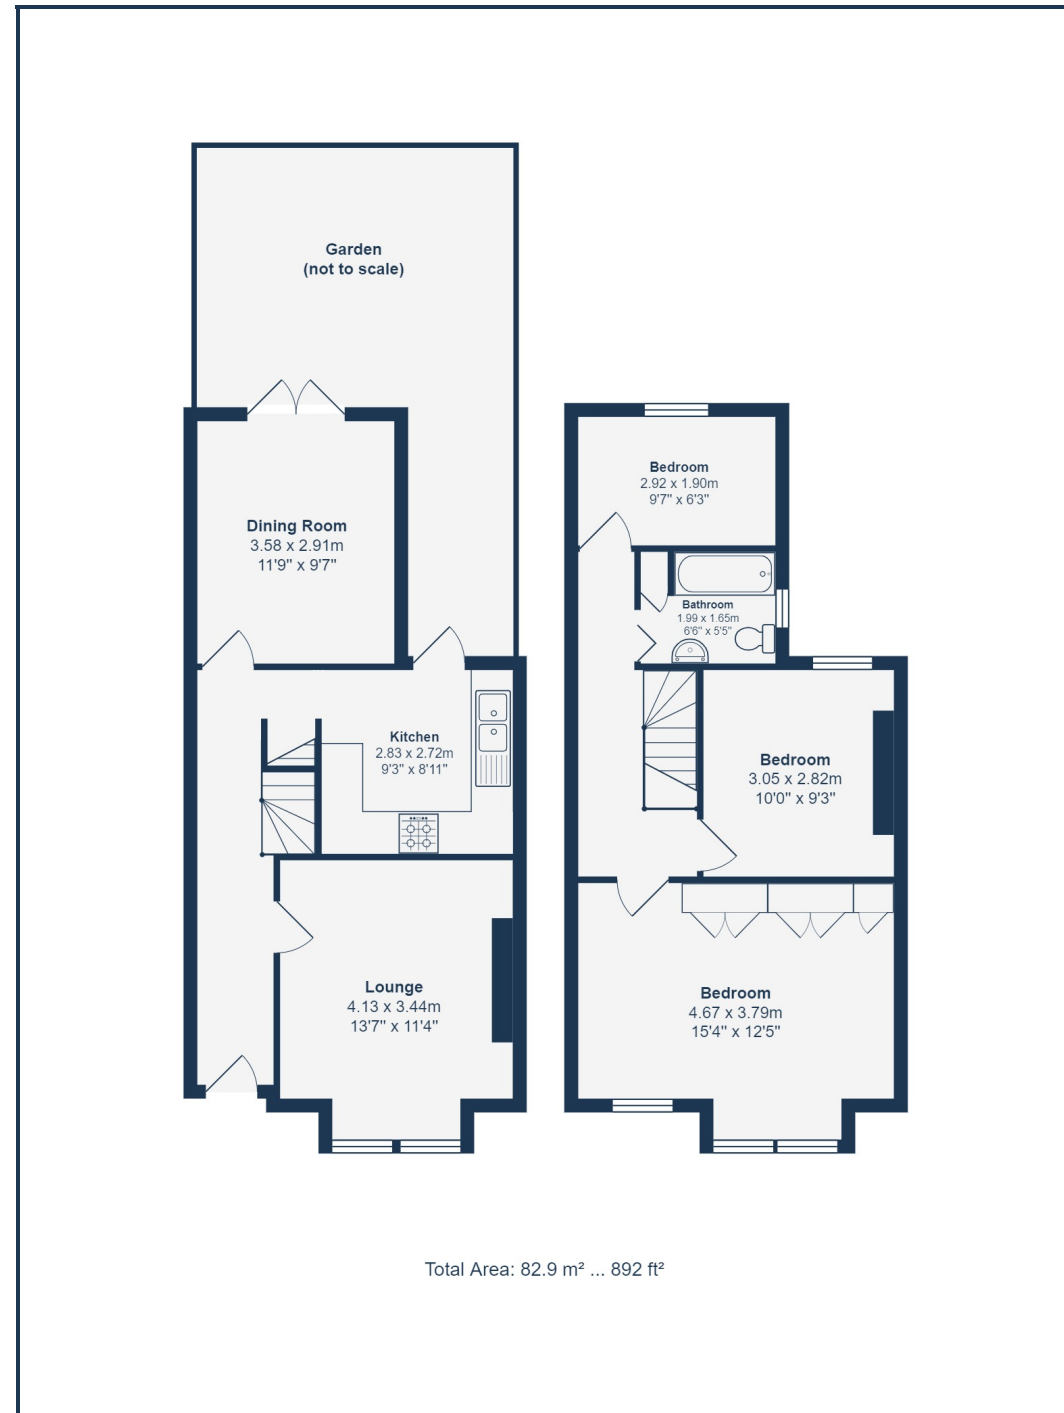 Garden
(not to scale)
Dining Room
3.58 x 2.91m
11'9" x 9'7"
Kitchen
2.83 x 2.72m
9'3" x 8'11"
Lounge
4.13 x 3.44m
13'7" x 11'4"
Bedroom
2.92 x 1.90m
9'7" x 6'3"
Bathroom
1.99 x 1.65m
6'6" x 5'5"
Bedroom
3.05 x 2.82m
10'0" x 9'3"
Bedroom
4.67 x 3.79m
15'4" x 12'5"
Total Area: 82.9 m² ... 892 ft²